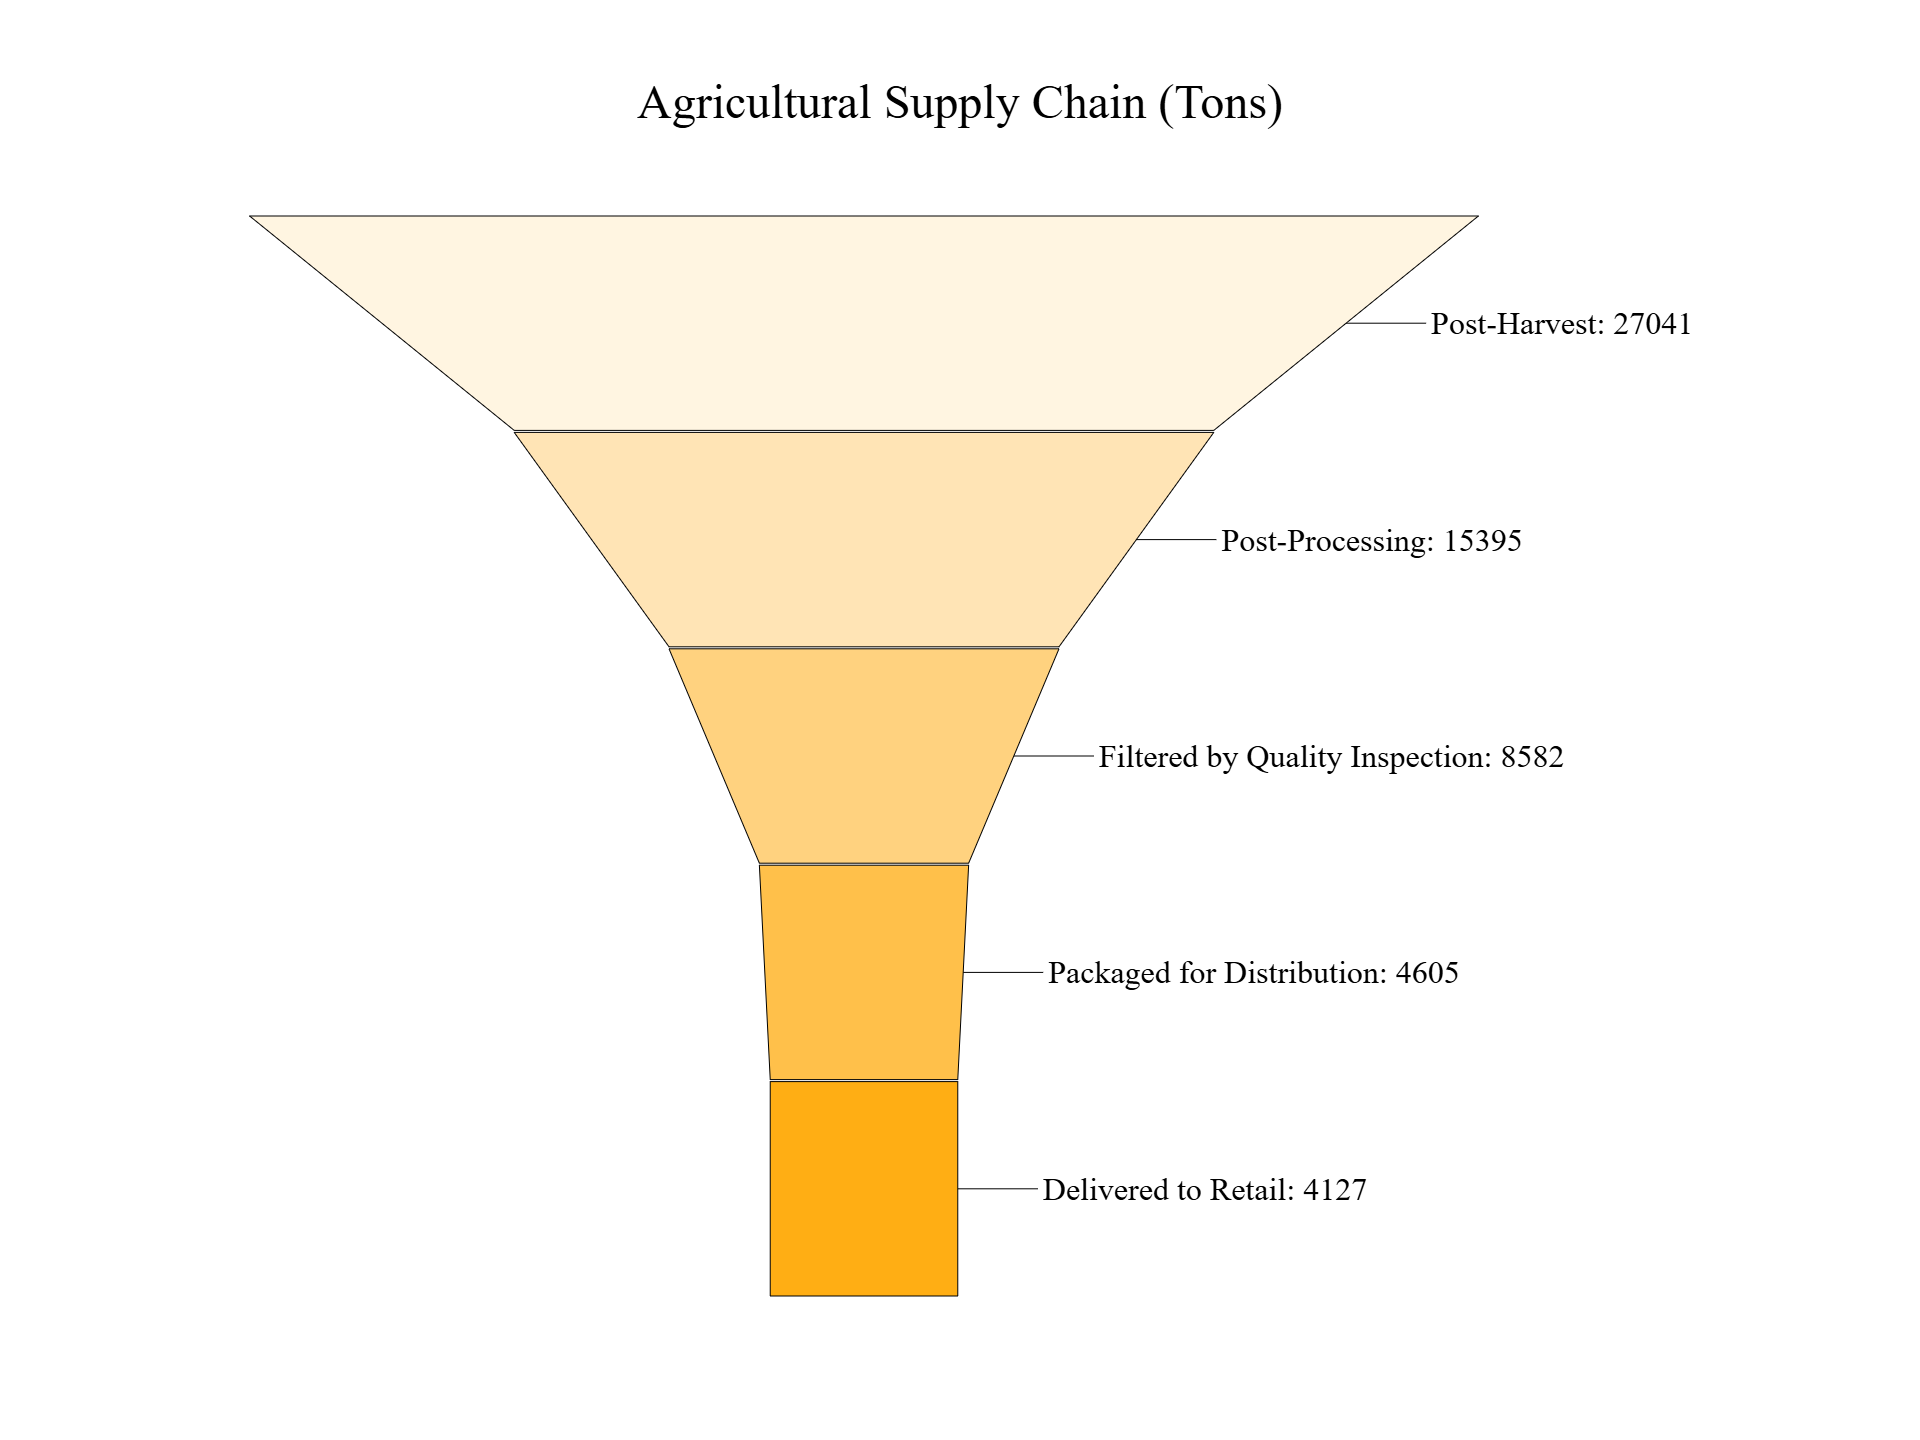 Agricultural Supply Chain (Tons)
Post-Harvest: 27041
Post-Processing: 15395
Filtered by Quality Inspection: 8582
Packaged for Distribution: 4605
Delivered to Retail: 4127